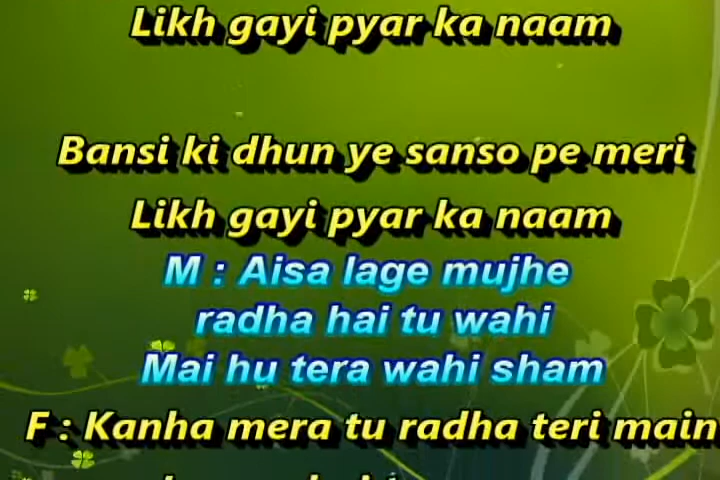 Likh gayi pyar ka naam
Bansi ki dhun ye sanso pe meri
Likh gayi pyar ka naam
M : Aisa lage mujhe
radha hai tu wahi
Mai hu tera wahi sham
F : Kanha mera tu radha teri main